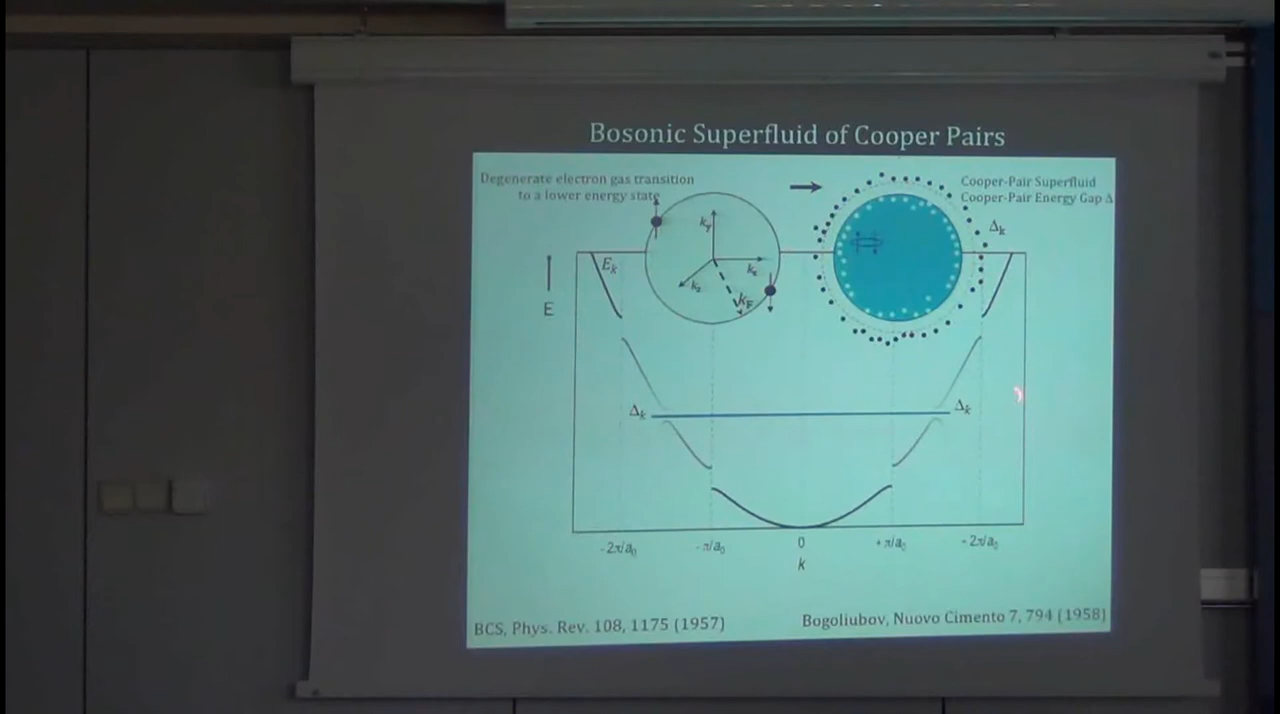 Bosonic Superfluid of Cooper Pairs
Degenerate electron gas transition
to a lower energy state
Cooper-Pair Superfluid
Cooper-Pair Energy Gap Δ
Δk
ky
kx
kz
kF
Ek
E
Δk
Δk
- 2π/a0
- π/a0
0
+ π/a0
- 2π/a0
k
BCS, Phys. Rev. 108, 1175 (1957)
Bogoliubov, Nuovo Cimento 7, 794 (1958)